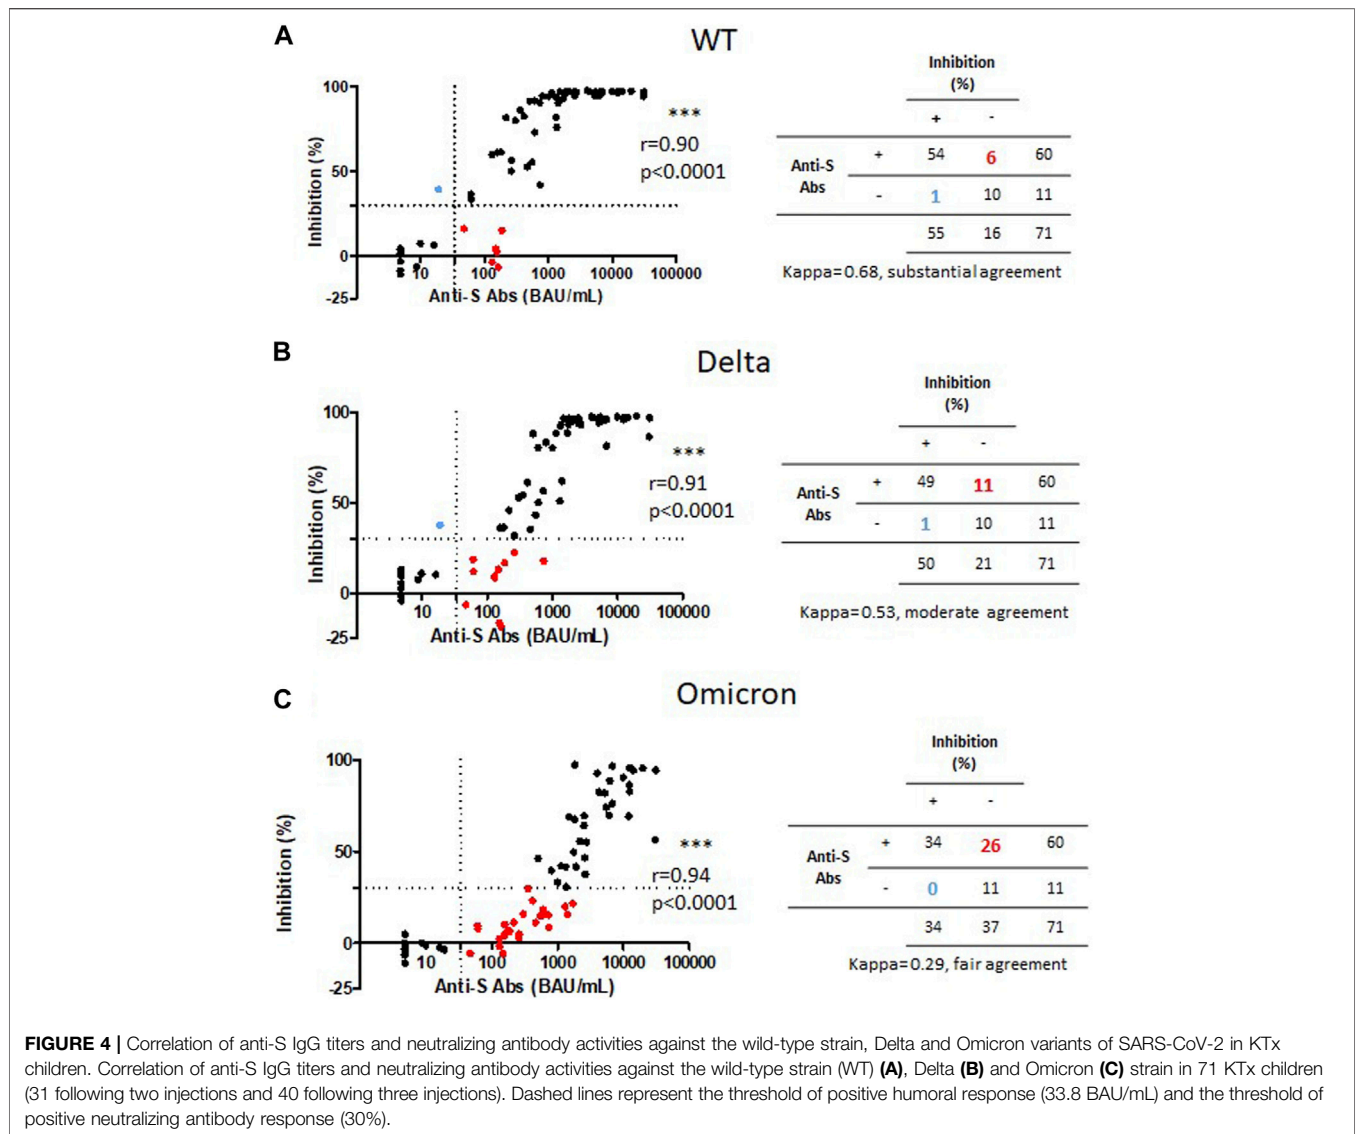 A
WT
Inhibition (%)
100
50
0
-25
10
100
1000
10000
100000
Anti-S Abs (BAU/mL)
***
r=0.90
p<0.0001
Inhibition
(%)
+ -
Anti-S
Abs
+ 54 6 60
- 1 10 11
55 16 71
Kappa=0.68, substantial agreement
B
Delta
Inhibition (%)
100
50
0
-25
10
100
1000
10000
100000
Anti-S Abs (BAU/mL)
***
r=0.91
p<0.0001
Inhibition
(%)
+ -
Anti-S
Abs
+ 49 11 60
- 1 10 11
50 21 71
Kappa=0.53, moderate agreement
C
Omicron
Inhibition (%)
100
50
0
-25
10
100
1000
10000
100000
Anti-S Abs (BAU/mL)
***
r=0.94
p<0.0001
Inhibition
(%)
+ -
Anti-S
Abs
+ 34 26 60
- 0 11 11
34 37 71
Kappa=0.29, fair agreement
FIGURE 4 | Correlation of anti-S IgG titers and neutralizing antibody activities against the wild-type strain, Delta and Omicron variants of SARS-CoV-2 in KTx
children. Correlation of anti-S IgG titers and neutralizing antibody activities against the wild-type strain (WT) (A), Delta (B) and Omicron (C) strain in 71 KTx children
(31 following two injections and 40 following three injections). Dashed lines represent the threshold of positive humoral response (33.8 BAU/mL) and the threshold of
positive neutralizing antibody response (30%).